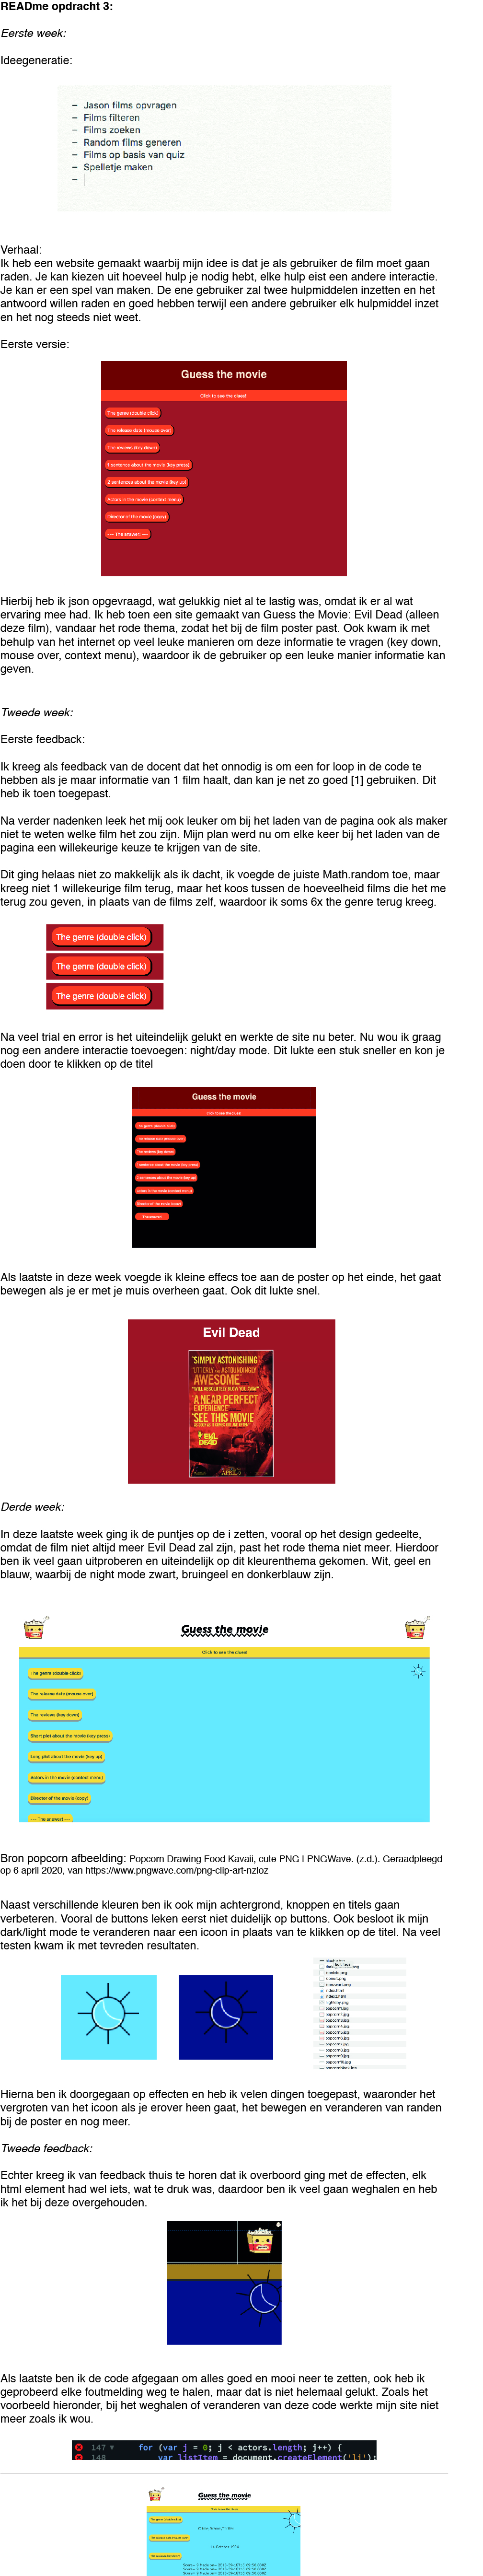 READme opdracht 3:
Eerste week:
Ideegeneratie:
– Jason films opvragen
– Films filteren
– Films zoeken
– Random films generen
– Films op basis van quiz
– Spelletje maken
–
Verhaal:
Ik heb een website gemaakt waarbij mijn idee is dat je als gebruiker de film moet gaan
raden. Je kan kiezen uit hoeveel hulp je nodig hebt, elke hulp eist een andere interactie.
Je kan er een spel van maken. De ene gebruiker zal twee hulpmiddelen inzetten en het
antwoord willen raden en goed hebben terwijl een andere gebruiker elk hulpmiddel inzet
en het nog steeds niet weet.
Eerste versie:
Guess the movie
Click to see the clues!
The genre (double click)
The release date (mouse over)
The reviews (key down)
1 sentence about the movie (key press)
2 sentences about the movie (key up)
Actors in the movie (context menu)
Director of the movie (copy)
---- The answer! ----
Hierbij heb ik json opgevraagd, wat gelukkig niet al te lastig was, omdat ik er al wat
ervaring mee had. Ik heb toen een site gemaakt van Guess the Movie: Evil Dead (alleen
deze film), vandaar het rode thema, zodat het bij de film poster past. Ook kwam ik met
behulp van het internet op veel leuke manieren om deze informatie te vragen (key down,
mouse over, context menu), waardoor ik de gebruiker op een leuke manier informatie kan
geven.
Tweede week:
Eerste feedback:
Ik kreeg als feedback van de docent dat het onnodig is om een for loop in de code te
hebben als je maar informatie van 1 film haalt, dan kan je net zo goed [1] gebruiken. Dit
heb ik toen toegepast.
Na verder nadenken leek het mij ook leuker om bij het laden van de pagina ook als maker
niet te weten welke film het zou zijn. Mijn plan werd nu om elke keer bij het laden van de
pagina een willekeurige keuze te krijgen van de site.
Dit ging helaas niet zo makkelijk als ik dacht, ik voegde de juiste Math.random toe, maar
kreeg niet 1 willekeurige film terug, maar het koos tussen de hoeveelheid films die het me
terug zou geven, in plaats van de films zelf, waardoor ik soms 6x the genre terug kreeg.
The genre (double click)
The genre (double click)
The genre (double click)
Na veel trial en error is het uiteindelijk gelukt en werkte de site nu beter. Nu wou ik graag
nog een andere interactie toevoegen: night/day mode. Dit lukte een stuk sneller en kon je
doen door te klikken op de titel
Guess the movie
Click to see the clues!
The genre (double click)
The release date (mouse over)
The reviews (key down)
1 sentence about the movie (key press)
2 sentences about the movie (key up)
Actors in the movie (context menu)
Director of the movie (copy)
The answer!
Als laatste in deze week voegde ik kleine effecs toe aan de poster op het einde, het gaat
bewegen als je er met je muis overheen gaat. Ook dit lukte snel.
Evil Dead
"SIMPLY ASTONISHING"
AWESOME
"A NEAR PERFECT
EXPERIENCE
"SEE THIS MOVIE
EVIL
DEAD
APRIL 5
Derde week:
In deze laatste week ging ik de puntjes op de i zetten, vooral op het design gedeelte,
omdat de film niet altijd meer Evil Dead zal zijn, past het rode thema niet meer. Hierdoor
ben ik veel gaan uitproberen en uiteindelijk op dit kleurenthema gekomen. Wit, geel en
blauw, waarbij de night mode zwart, bruingeel en donkerblauw zijn.
Guess the movie
Click to see the clues!
The genre (double click)
The release date (mouse over)
The reviews (key down)
Short plot about the movie (key press)
Long plot about the movie (key up)
Actors in the movie (context menu)
Director of the movie (copy)
---- The answer! ----
Bron popcorn afbeelding: Popcorn Drawing Food Kavaii, cute PNG | PNGWave. (z.d.). Geraadpleegd
op 6 april 2020, van https://www.pngwave.com/png-clip-art-nzloz
Naast verschillende kleuren ben ik ook mijn achtergrond, knoppen en titels gaan
verbeteren. Vooral de buttons leken eerst niet duidelijk op buttons. Ook besloot ik mijn
dark/light mode te veranderen naar een icoon in plaats van te klikken op de titel. Na veel
testen kwam ik met tevreden resultaten.
index.html
index2.html
Hierna ben ik doorgegaan op effecten en heb ik velen dingen toegepast, waaronder het
vergroten van het icoon als je erover heen gaat, het bewegen en veranderen van randen
bij de poster en nog meer.
Tweede feedback:
Echter kreeg ik van feedback thuis te horen dat ik overboord ging met de effecten, elk
html element had wel iets, wat te druk was, daardoor ben ik veel gaan weghalen en heb
ik het bij deze overgehouden.
Als laatste ben ik de code afgegaan om alles goed en mooi neer te zetten, ook heb ik
geprobeerd elke foutmelding weg te halen, maar dat is niet helemaal gelukt. Zoals het
voorbeeld hieronder, bij het weghalen of veranderen van deze code werkte mijn site niet
meer zoals ik wou.
147 for (var j = 0; j < actors.length; j++) {
148 var listItem = document.createElement('li');
Guess the movie